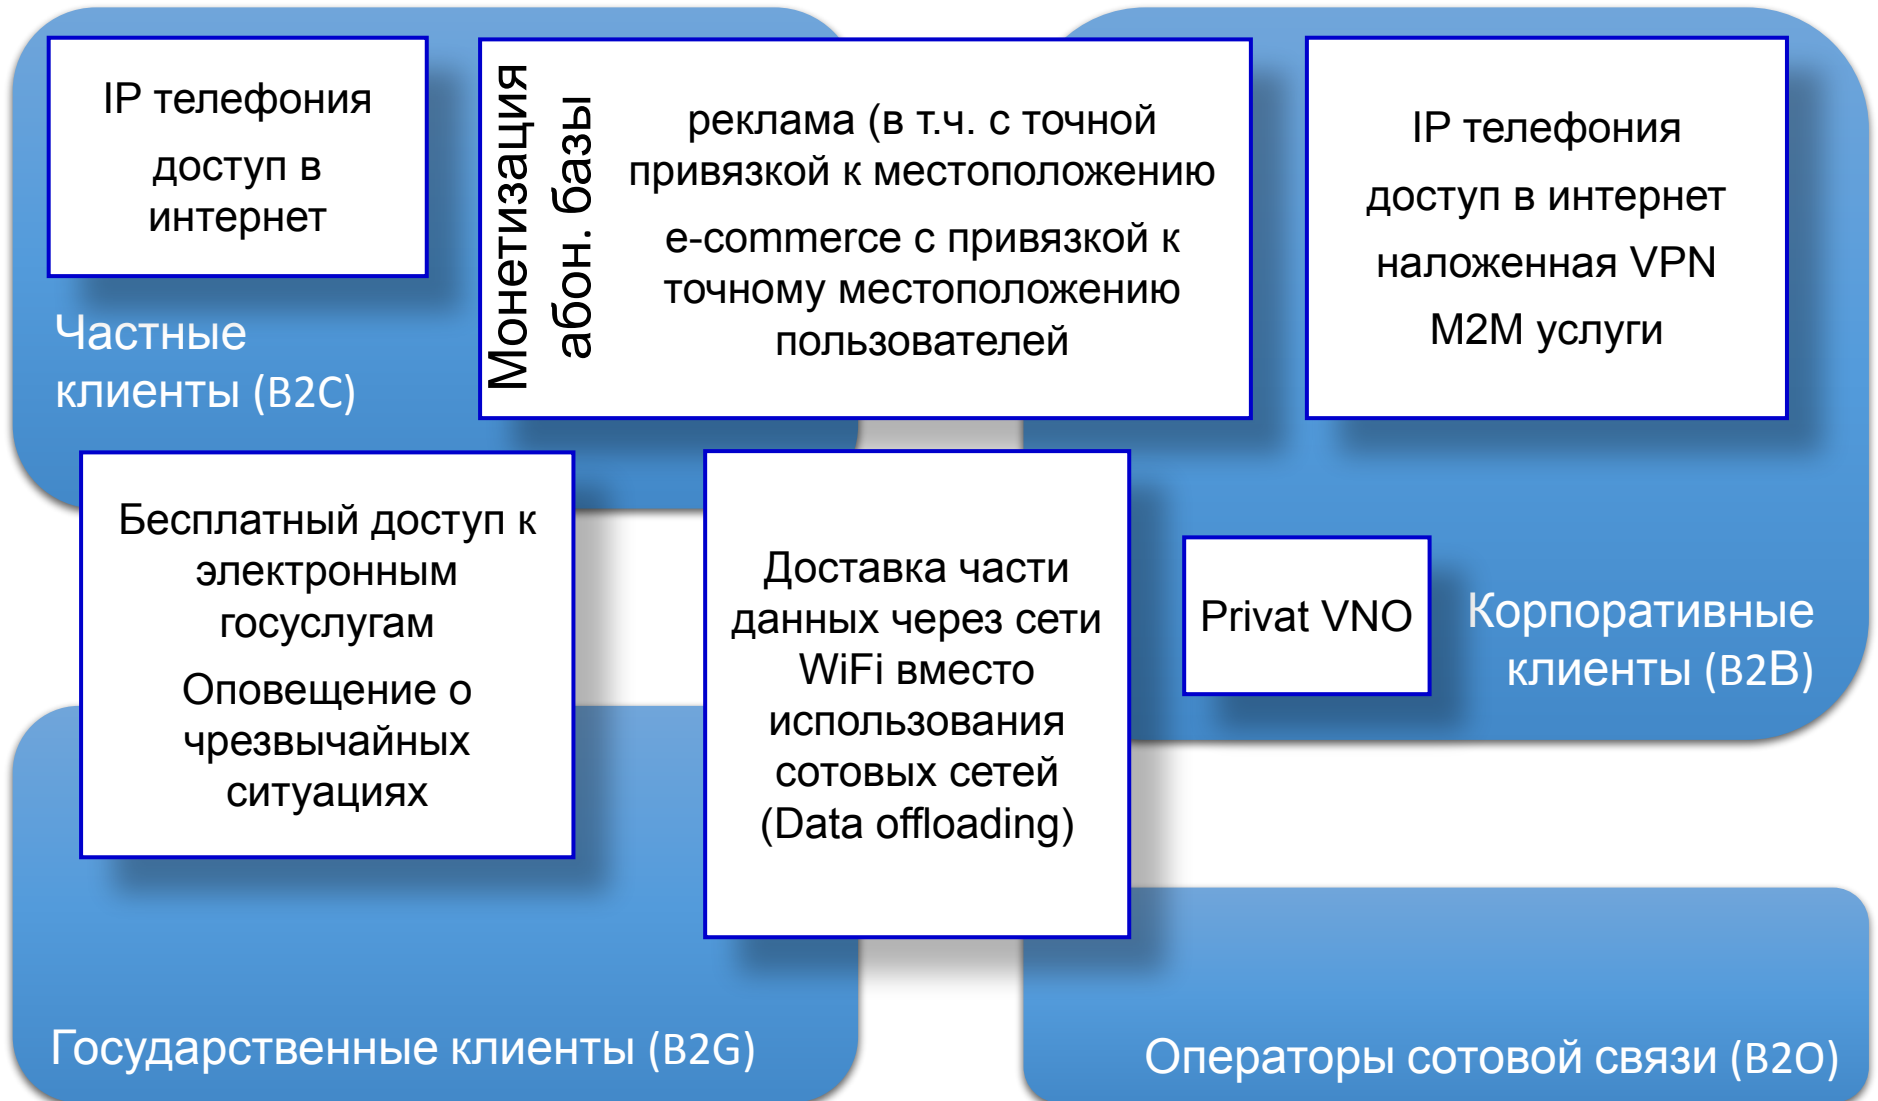 IP телефония
доступ в
интернет
Частные
клиенты (B2C)
Монетизация
абон. базы
реклама (в т.ч. с точной
привязкой к местоположению
e-commerce с привязкой к
точному местоположению
пользователей
IP телефония
доступ в интернет
наложенная VPN
M2M услуги
Бесплатный доступ к
электронным
госуслугам
Оповещение о
чрезвычайных
ситуациях
Доставка части
данных через сети
WiFi вместо
использования
сотовых сетей
(Data offloading)
Privat VNO
Корпоративные
клиенты (B2B)
Государственные клиенты (B2G)
Операторы сотовой связи (B2O)